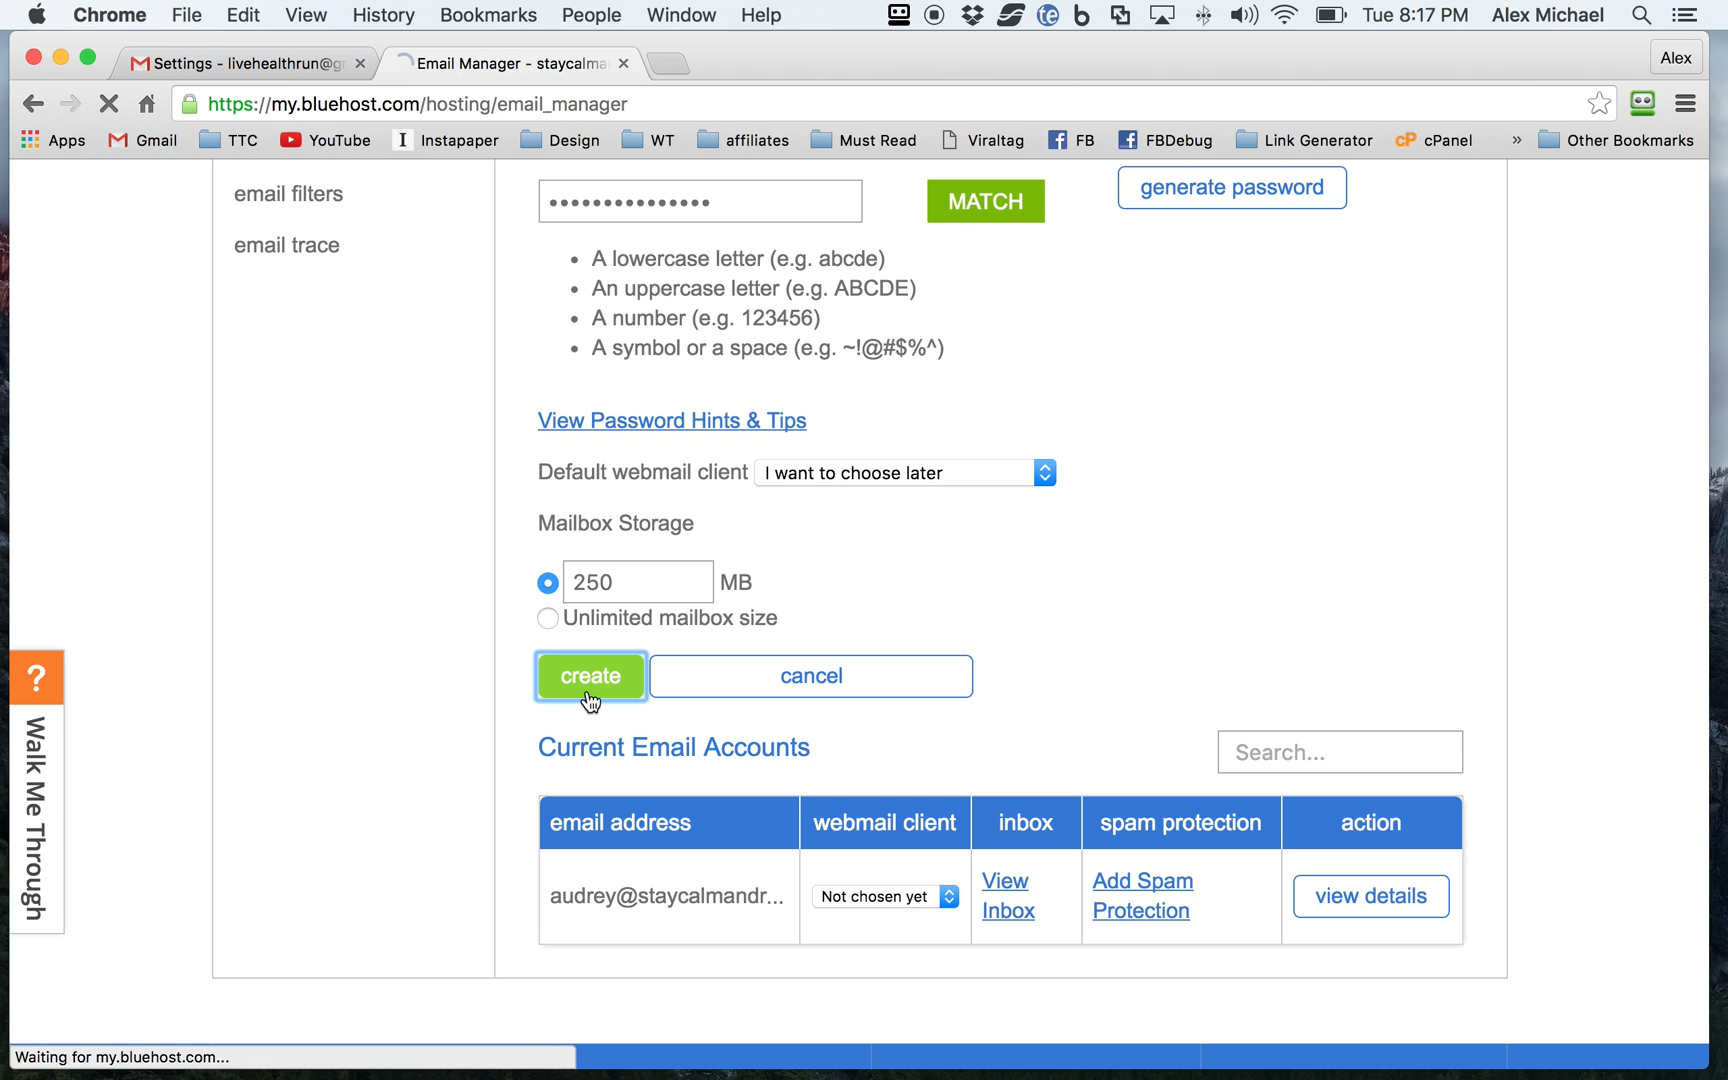 Chrome File Edit View History Bookmarks People Window Help Tue 8:17 PM Alex Michael
Settings - livehealthrun@g Email Manager - staycalma Alex
https://my.bluehost.com/hosting/email_manager
Apps Gmail TTC YouTube Instapaper Design WT affiliates Must Read Viraltag FB FBDebug Link Generator cP cPanel » Other Bookmarks
email filters
email trace
••••••••••••••• MATCH generate password
• A lowercase letter (e.g. abcde)
• An uppercase letter (e.g. ABCDE)
• A number (e.g. 123456)
• A symbol or a space (e.g. ~!@#$%^)
View Password Hints & Tips
Default webmail client I want to choose later
Mailbox Storage
250 MB
Unlimited mailbox size
create cancel
? Walk Me Through
Current Email Accounts Search...
email address webmail client inbox spam protection action
audrey@staycalmandr... Not chosen yet View Inbox Add Spam Protection view details
Waiting for my.bluehost.com...